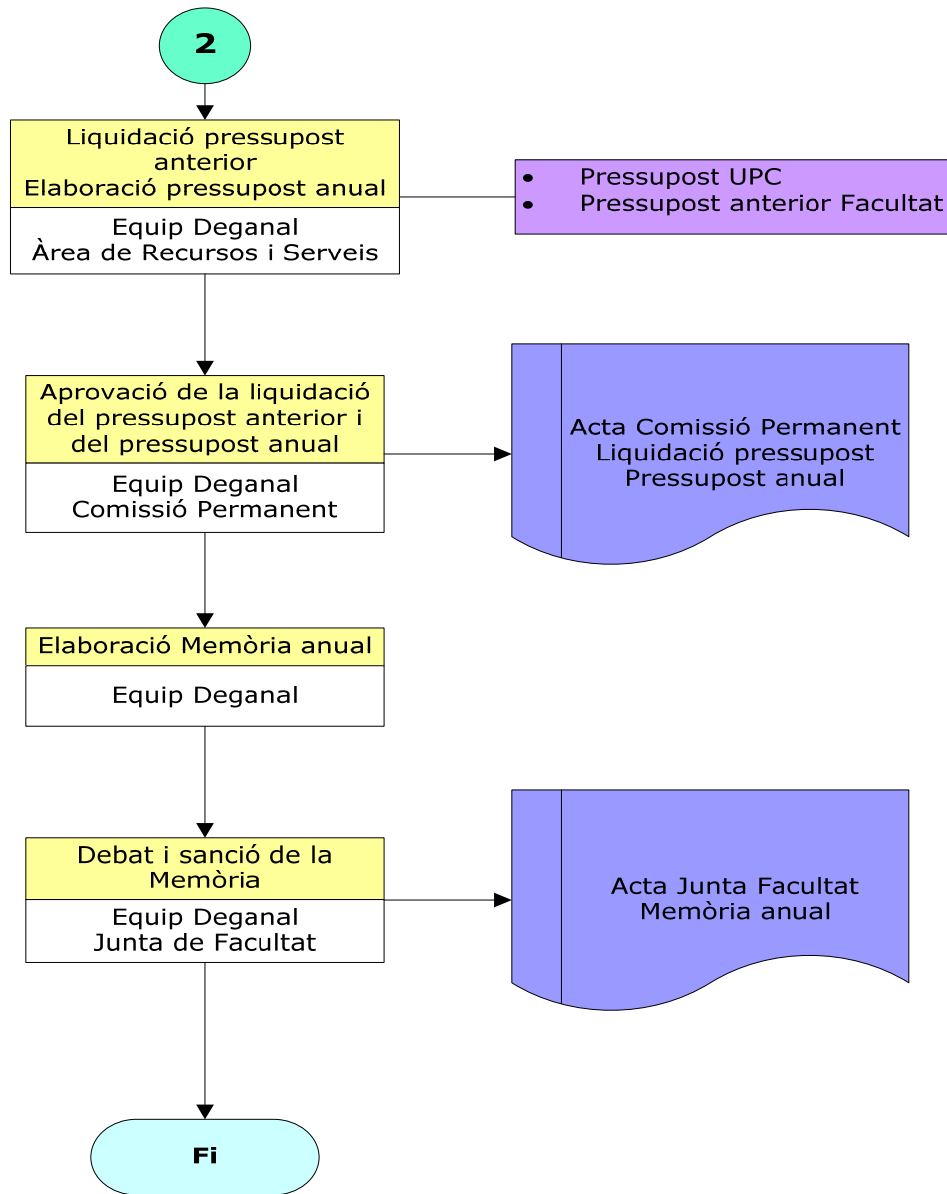 2
Liquidació pressupost
anterior
Elaboració pressupost anual
Equip Deganal
Àrea de Recursos i Serveis
• Pressupost UPC
• Pressupost anterior Facultat
Aprovació de la liquidació
del pressupost anterior i
del pressupost anual
Equip Deganal
Comissió Permanent
Acta Comissió Permanent
Liquidació pressupost
Pressupost anual
Elaboració Memòria anual
Equip Deganal
Debat i sanció de la
Memòria
Equip Deganal
Junta de Facultat
Acta Junta Facultat
Memòria anual
Fi